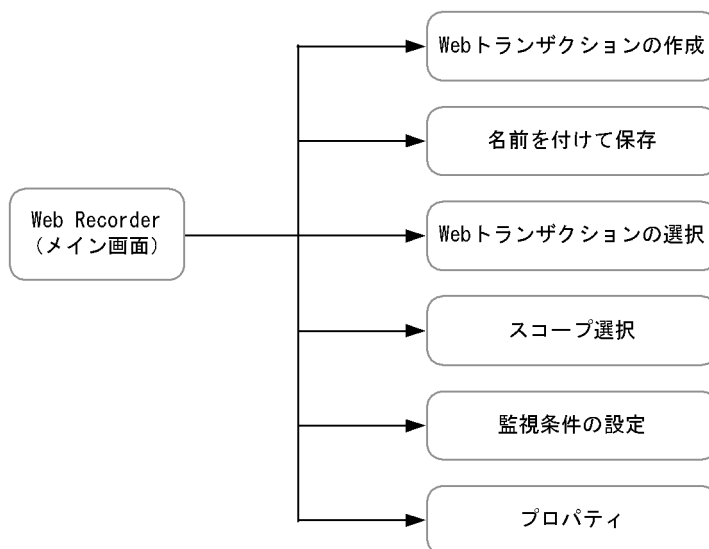 Webトランザクションの作成
名前を付けて保存
Web Recorder
（メイン画面）
Webトランザクションの選択
スコープ選択
監視条件の設定
プロパティ